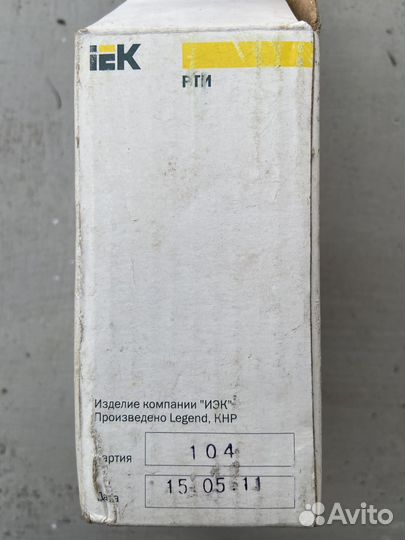 iEK
РТИ
Изделие компании "ИЭК"
Произведено Legend, КНР
Партия 104
Дата 15.05.11
Avito